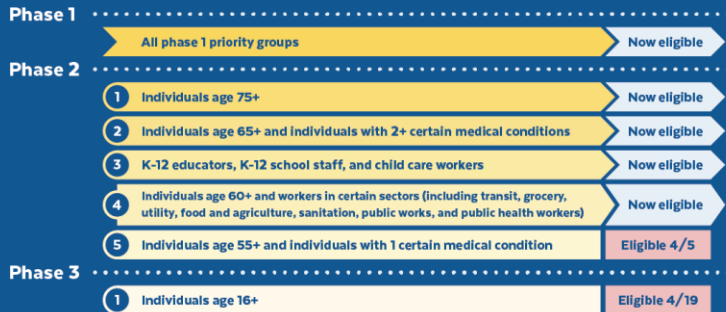 Phase 1
All phase 1 priority groups Now eligible
Phase 2
1 Individuals age 75+ Now eligible
2 Individuals age 65+ and individuals with 2+ certain medical conditions Now eligible
3 K-12 educators, K-12 school staff, and child care workers Now eligible
4 Individuals age 60+ and workers in certain sectors (including transit, grocery,
utility, food and agriculture, sanitation, public works, and public health workers) Now eligible
5 Individuals age 55+ and individuals with 1 certain medical condition Eligible 4/5
Phase 3
1 Individuals age 16+ Eligible 4/19